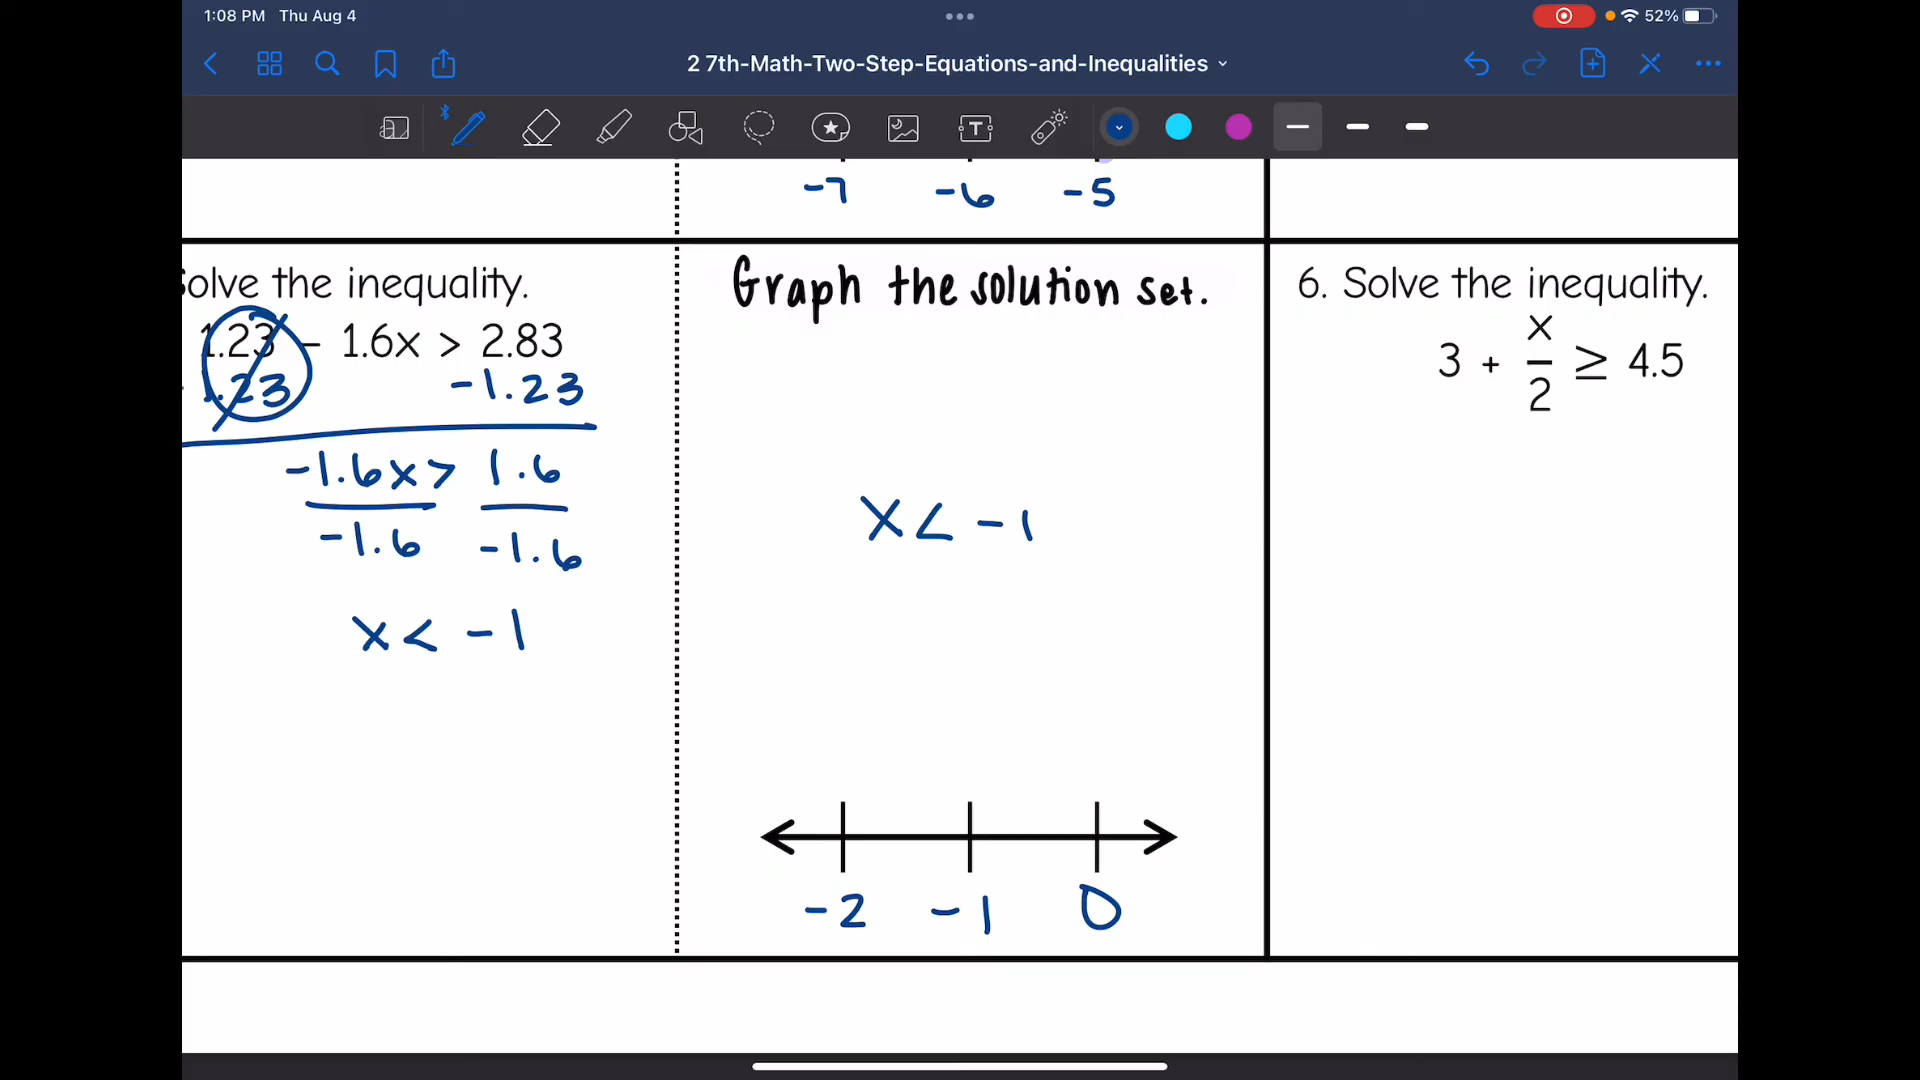 1:08 PM Thu Aug 4
52%
2 7th-Math-Two-Step-Equations-and-Inequalities
-7 -6 -5
Solve the inequality.
1.23 - 1.6x > 2.83
- 1.23 -1.23
-1.6x > 1.6
-1.6 -1.6
x < -1
Graph the solution set.
x < -1
-2 -1 0
6. Solve the inequality.
3 + x/2 ≥ 4.5